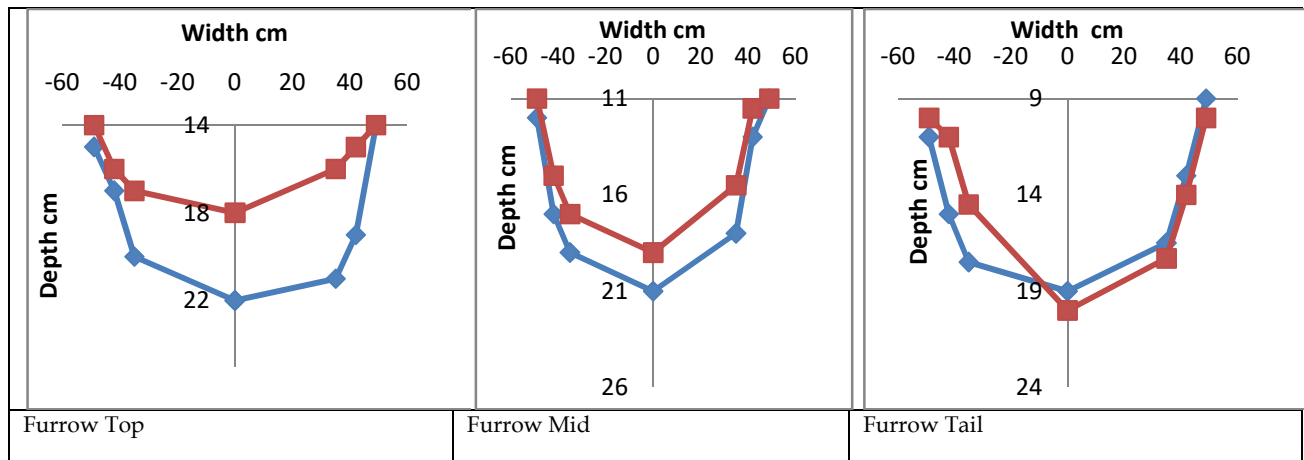 Width cm
-60 -40 -20 0 20 40 60
14
18
22
Depth cm
Width cm
-60 -40 -20 0 20 40 60
11
16
21
26
Depth cm
Width  cm
-60 -40 -20 0 20 40 60
9
14
19
24
Depth cm
Furrow Top
Furrow Mid
Furrow Tail